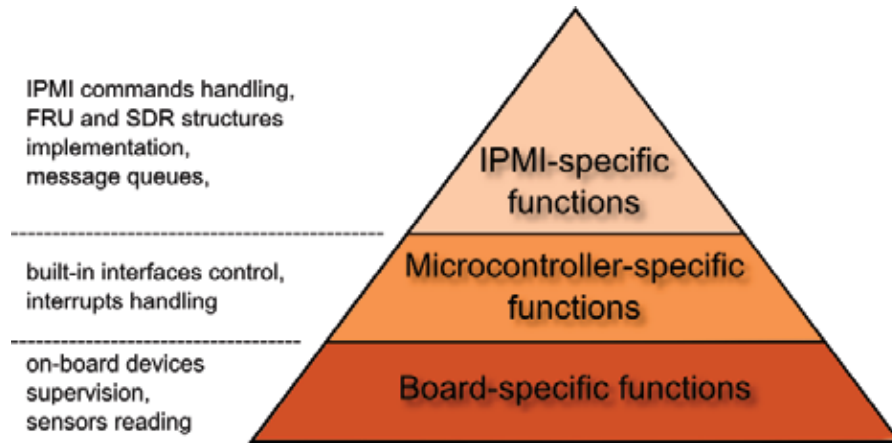 IPMI commands handling,
FRU and SDR structures
implementation,
message queues,
IPMI-specific
functions
built-in interfaces control,
interrupts handling
Microcontroller-specific
functions
on-board devices
supervision,
sensors reading
Board-specific functions